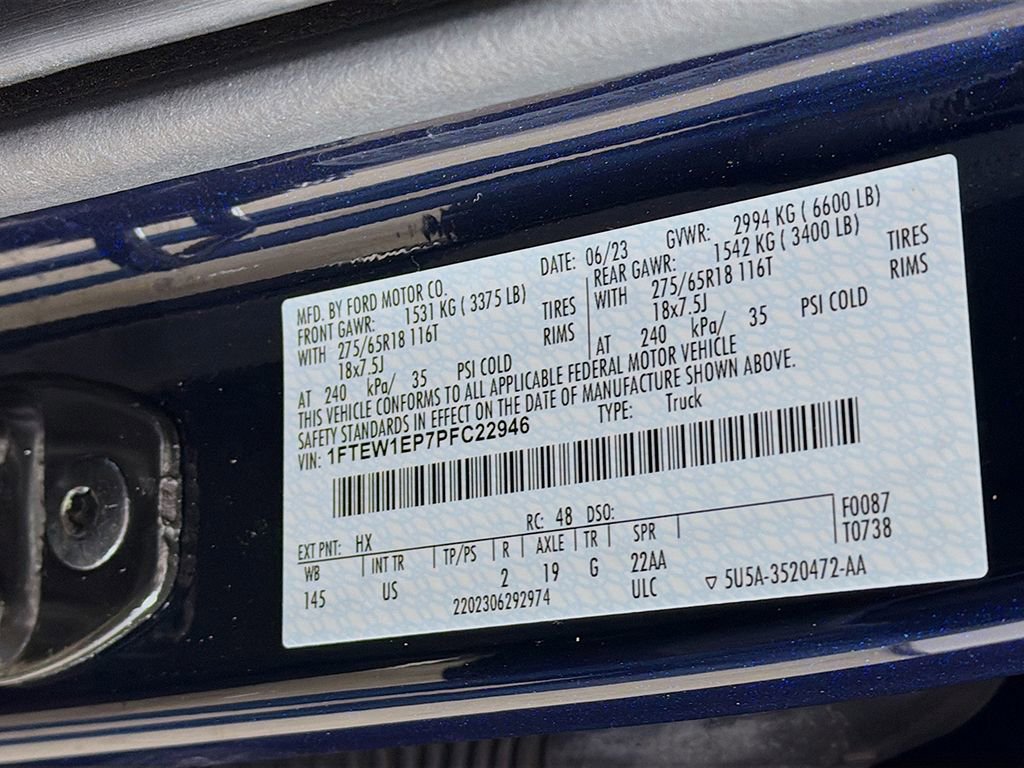 MFD. BY FORD MOTOR CO.
DATE: 06/23 GVWR: 2994 KG ( 6600 LB)
FRONT GAWR: 1531 KG ( 3375 LB)
WITH 275/65R18 116T TIRES
18x7.5J RIMS
AT 240 kPa/ 35 PSI COLD
REAR GAWR: 1542 KG ( 3400 LB)
WITH 275/65R18 116T TIRES
18x7.5J RIMS
AT 240 kPa/ 35 PSI COLD
THIS VEHICLE CONFORMS TO ALL APPLICABLE FEDERAL MOTOR VEHICLE
SAFETY STANDARDS IN EFFECT ON THE DATE OF MANUFACTURE SHOWN ABOVE.
VIN: 1FTEW1EP7PFC22946 TYPE: Truck
EXT PNT: HX RC: 48 DSO: F0087
WB INT TR TP/PS R AXLE TR SPR T0738
145 US 2 19 G 22AA
2202306292974 ULC ▽ 5U5A-3520472-AA